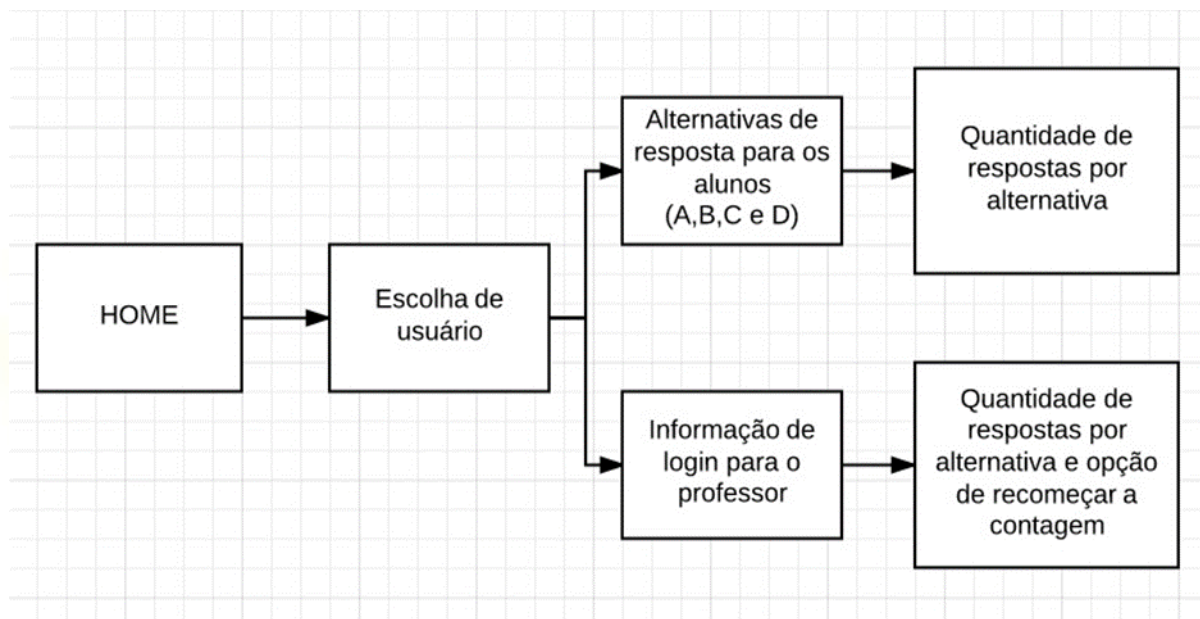 HOME
Escolha de
usuário
Alternativas de
resposta para os
alunos
(A,B,C e D)
Quantidade de
respostas por
alternativa
Informação de
login para o
professor
Quantidade de
respostas por
alternativa e opção
de recomeçar a
contagem